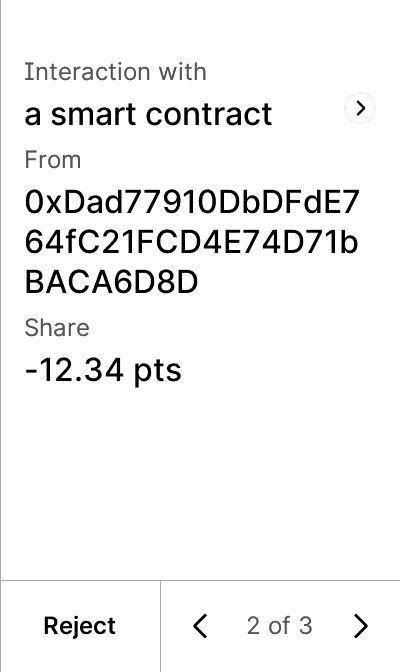 Interaction with
a smart contract
From
0xDad77910DbDFdE7
64fC21FCD4E74D71b
BACA6D8D
Share
-12.34 pts
Reject
2 of 3